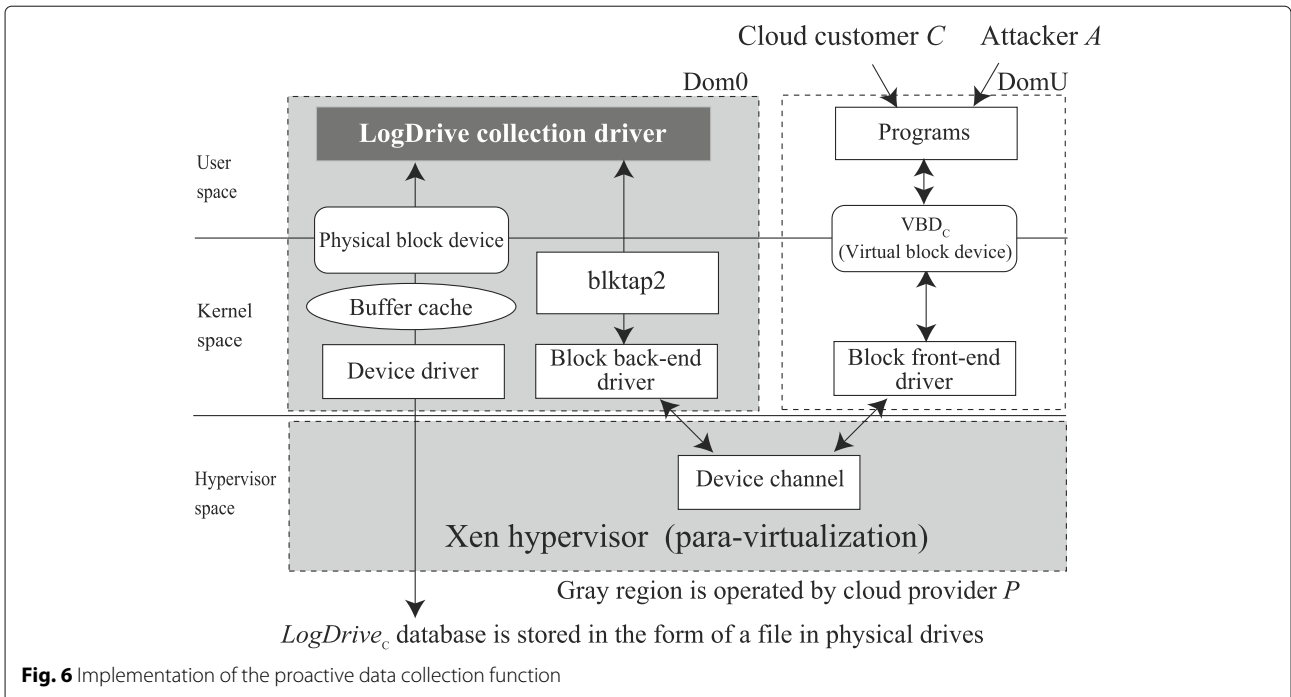 Cloud customer C
Attacker A
Dom0
DomU
LogDrive collection driver
Programs
User
space
Physical block device
VBDC
(Virtual block device)
blktap2
Buffer cache
Kernel
space
Device driver
Block back-end
driver
Block front-end
driver
Hypervisor
space
Device channel
Xen hypervisor (para-virtualization)
Gray region is operated by cloud provider P
LogDriveC database is stored in the form of a file in physical drives
Fig. 6 Implementation of the proactive data collection function